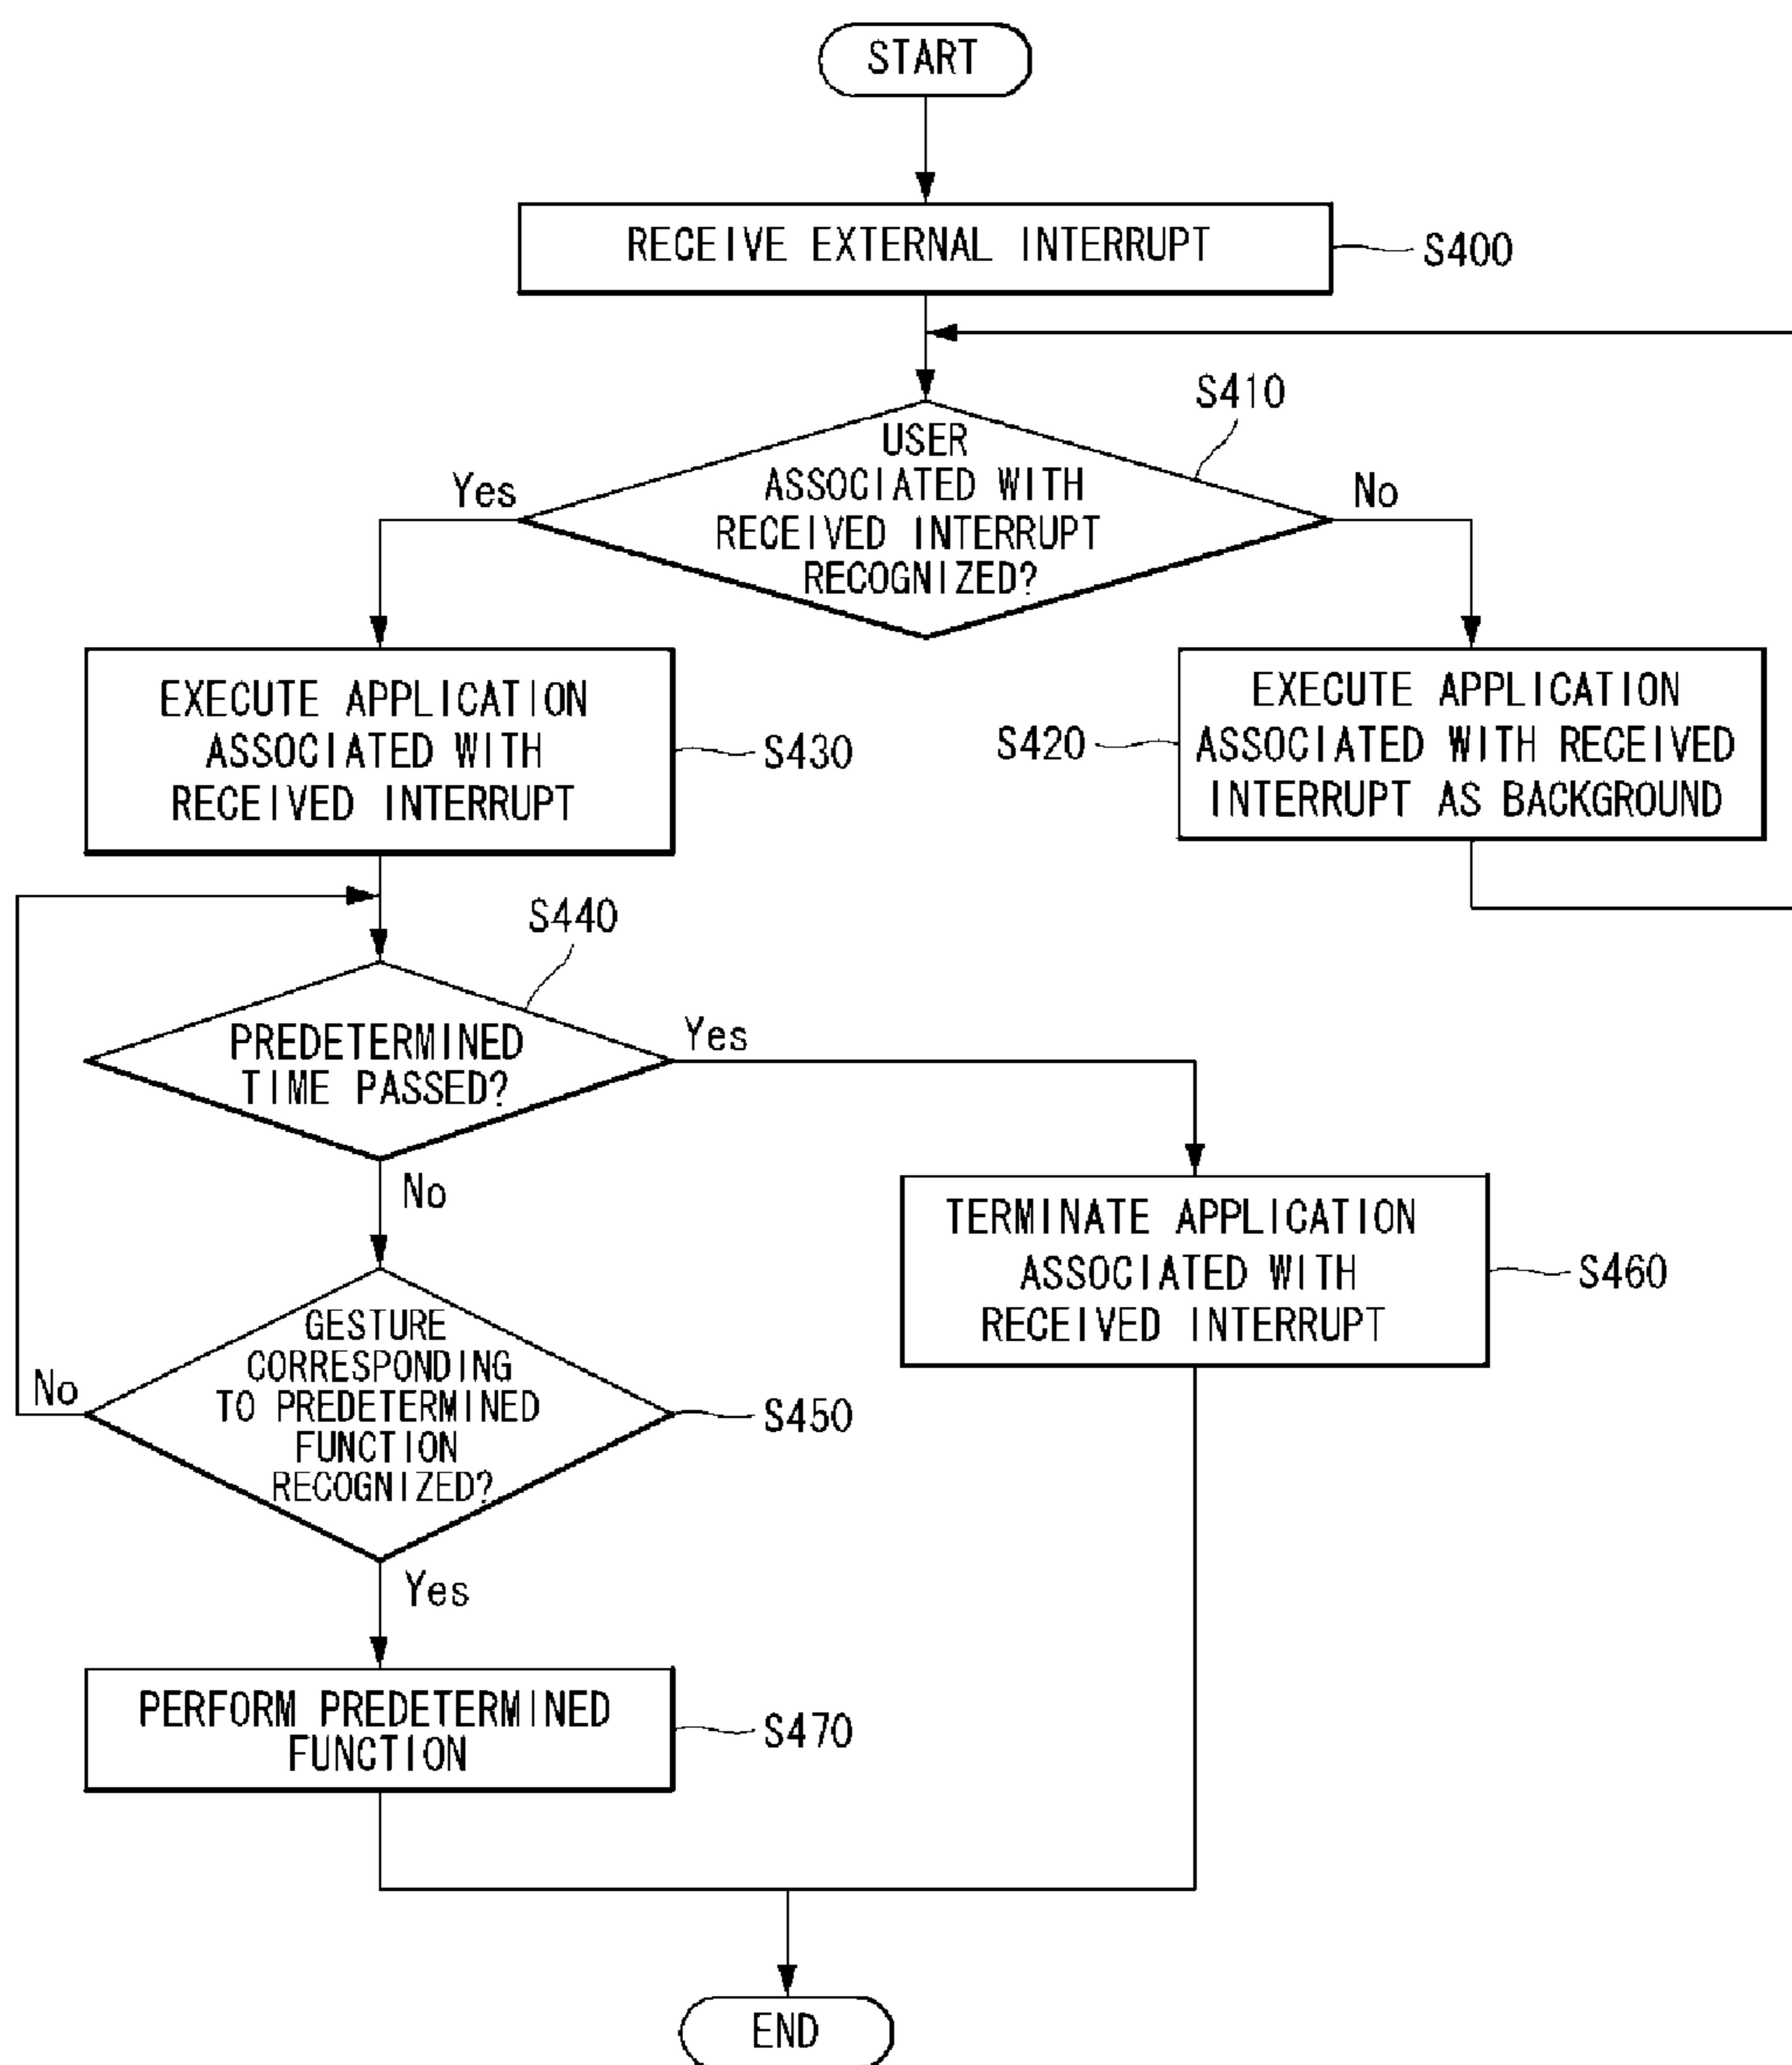 START
RECEIVE EXTERNAL INTERRUPT
S400
S410
USER
ASSOCIATED WITH
RECEIVED INTERRUPT
RECOGNIZED?
Yes
No
EXECUTE APPLICATION
ASSOCIATED WITH
RECEIVED INTERRUPT
S430
S420
EXECUTE APPLICATION
ASSOCIATED WITH RECEIVED
INTERRUPT AS BACKGROUND
S440
PREDETERMINED
TIME PASSED?
Yes
No
TERMINATE APPLICATION
ASSOCIATED WITH
RECEIVED INTERRUPT
S460
GESTURE
CORRESPONDING
TO PREDETERMINED
FUNCTION
RECOGNIZED?
No
S450
Yes
PERFORM PREDETERMINED
FUNCTION
S470
END